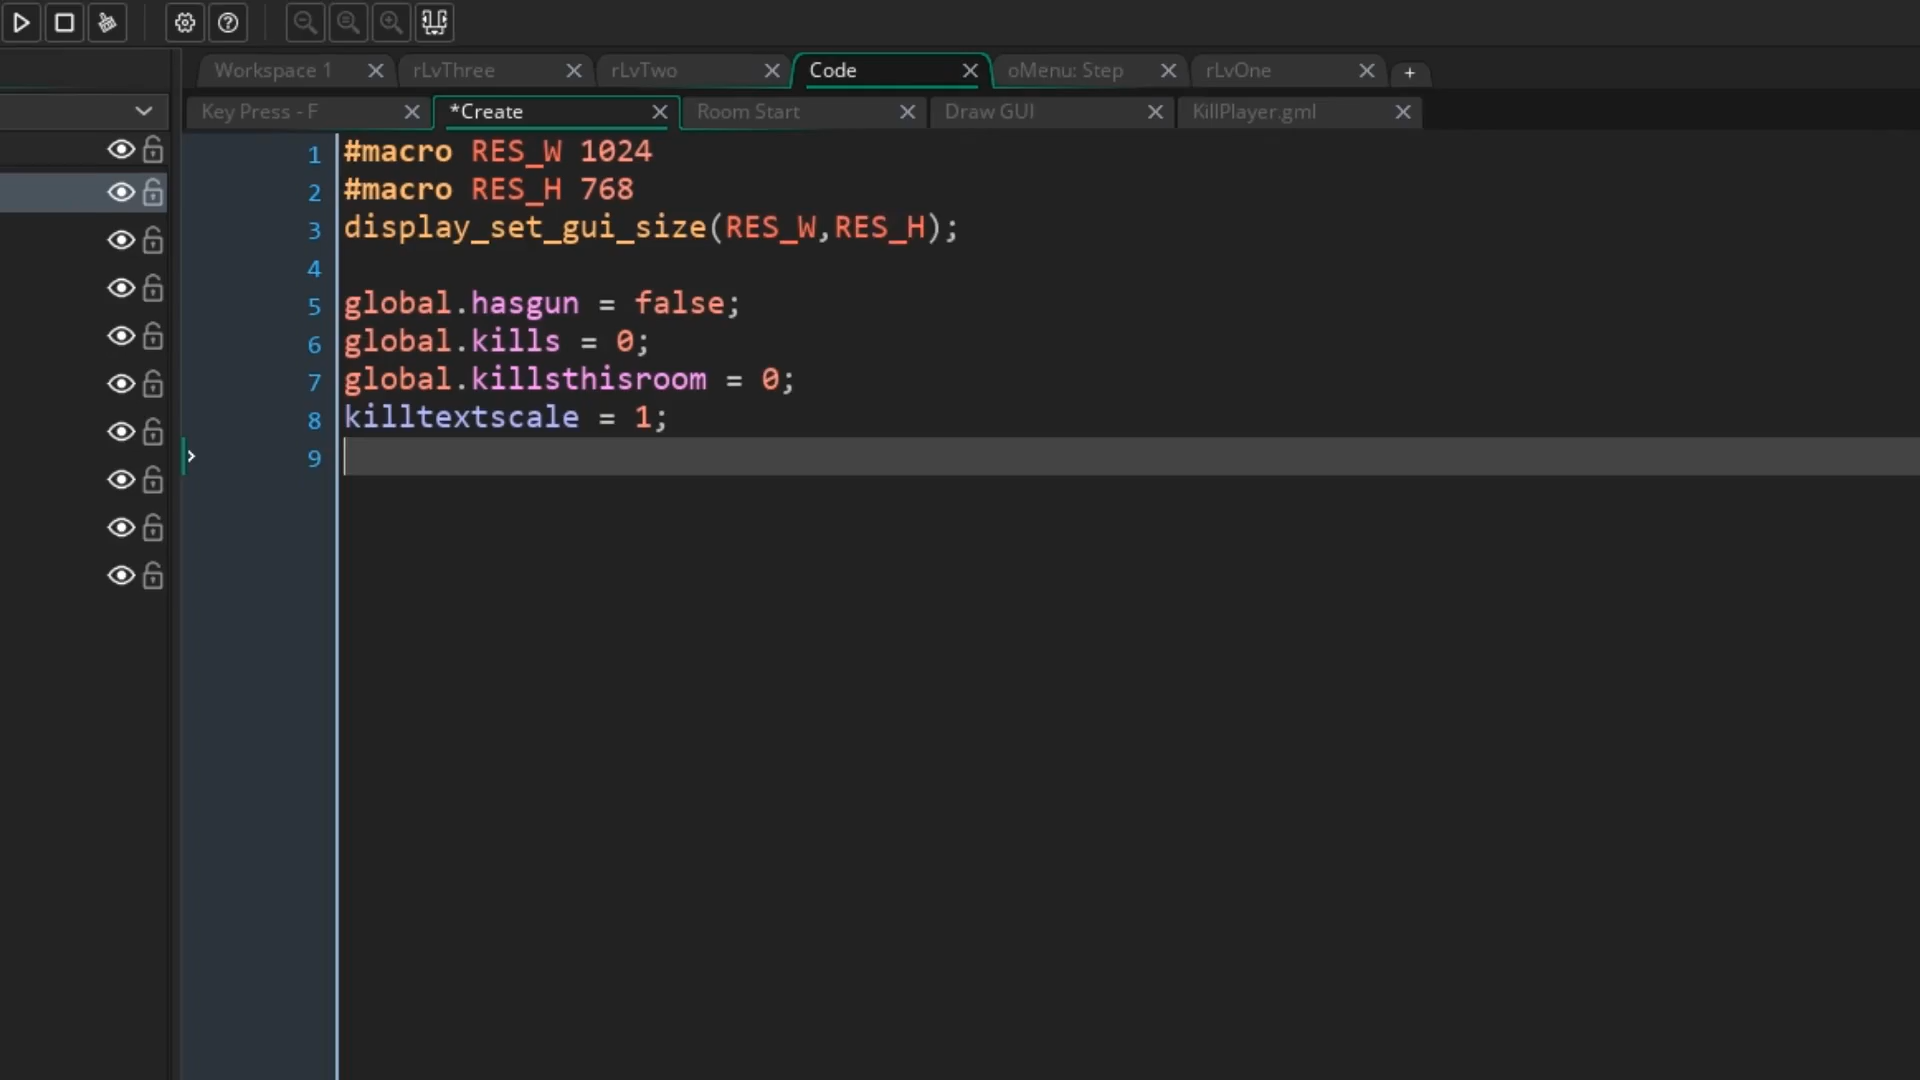 Workspace 1
rLvThree
rLvTwo
Code
oMenu: Step
rLvOne
Key Press - F
*Create
Room Start
Draw GUI
KillPlayer.gml
1 #macro RES_W 1024
2 #macro RES_H 768
3 display_set_gui_size(RES_W,RES_H);
4
5 global.hasgun = false;
6 global.kills = 0;
7 global.killsthisroom = 0;
8 killtextscale = 1;
9